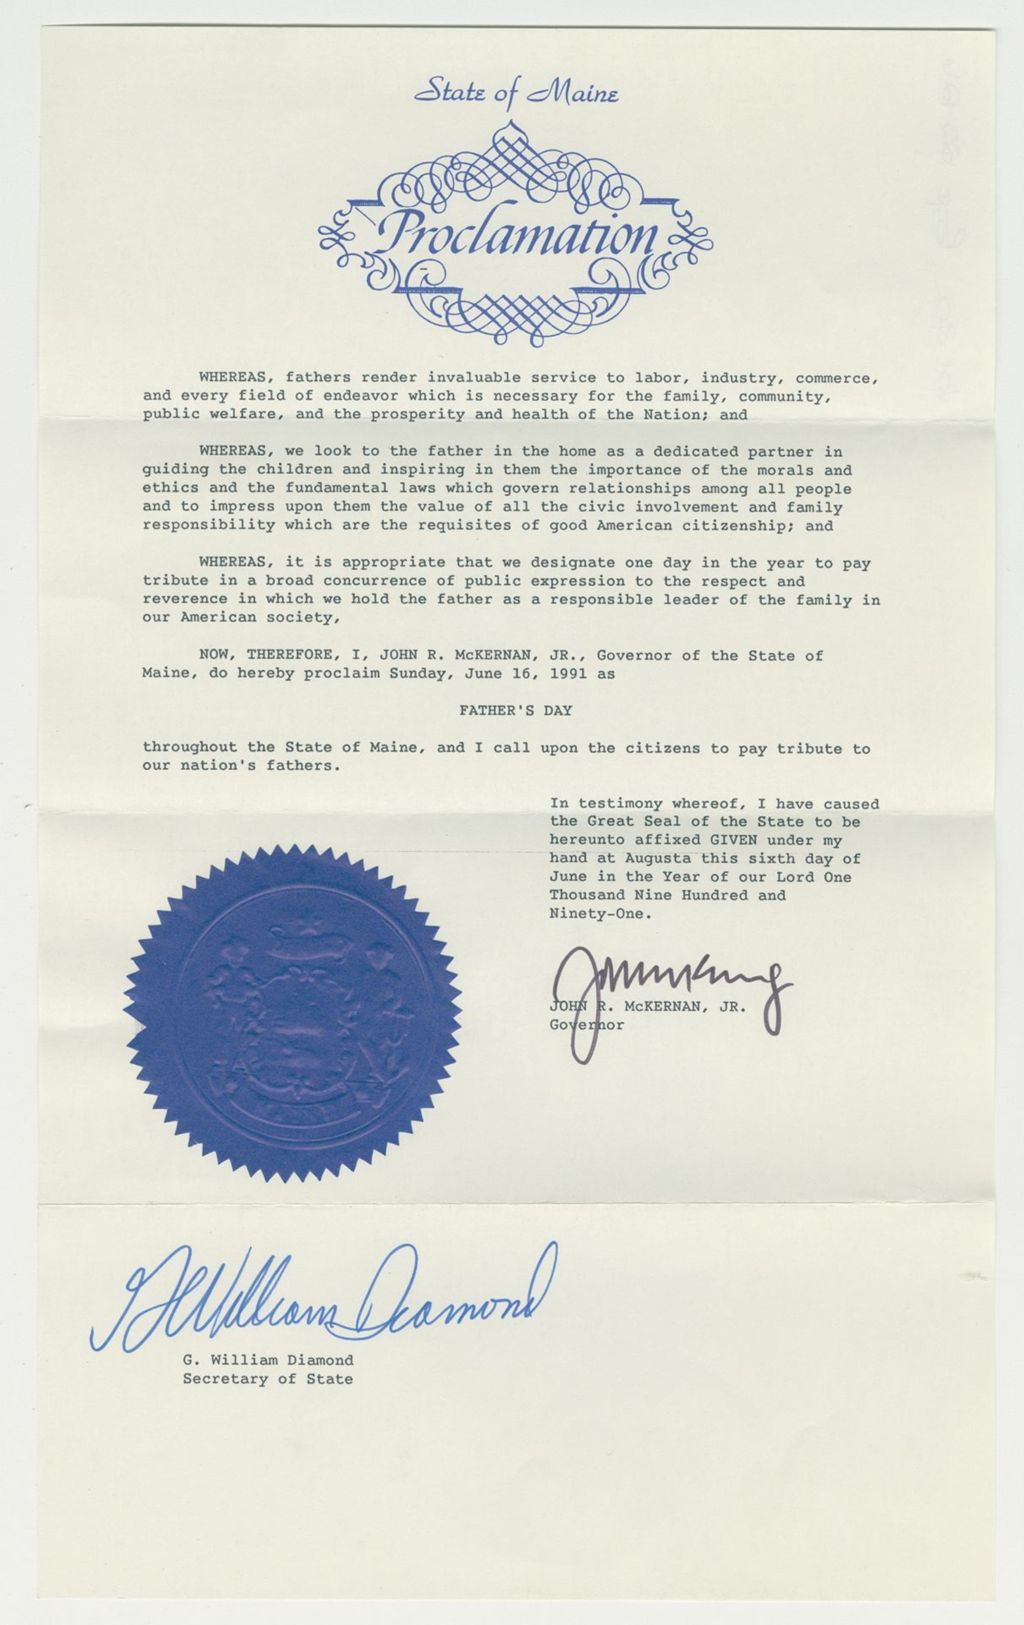 State of Maine
Proclamation
WHEREAS, fathers render invaluable service to labor, industry, commerce,
and every field of endeavor which is necessary for the family, community,
public welfare, and the prosperity and health of the Nation; and
WHEREAS, we look to the father in the home as a dedicated partner in
guiding the children and inspiring in them the importance of the morals and
ethics and the fundamental laws which govern relationships among all people
and to impress upon them the value of all the civic involvement and family
responsibility which are the requisites of good American citizenship; and
WHEREAS, it is appropriate that we designate one day in the year to pay
tribute in a broad concurrence of public expression to the respect and
reverence in which we hold the father as a responsible leader of the family in
our American society,
NOW, THEREFORE, I, JOHN R. McKERNAN, JR., Governor of the State of
Maine, do hereby proclaim Sunday, June 16, 1991 as
FATHER'S DAY
throughout the State of Maine, and I call upon the citizens to pay tribute to
our nation's fathers.
In testimony whereof, I have caused
the Great Seal of the State to be
hereunto affixed GIVEN under my
hand at Augusta this sixth day of
June in the Year of our Lord One
Thousand Nine Hundred and
Ninety-One.
JOHN R. McKERNAN, JR.
Governor
G William Diamond
G. William Diamond
Secretary of State